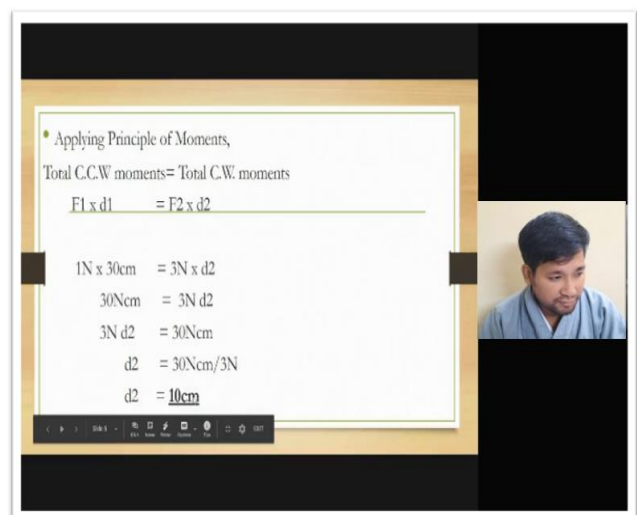 Applying Principle of Moments,
Total C.C.W moments= Total C.W. moments
F1 x d1 = F2 x d2
1N x 30cm = 3N x d2
30Ncm = 3N d2
3N d2 = 30Ncm
d2 = 30Ncm/3N
d2 = 10cm
EXIT